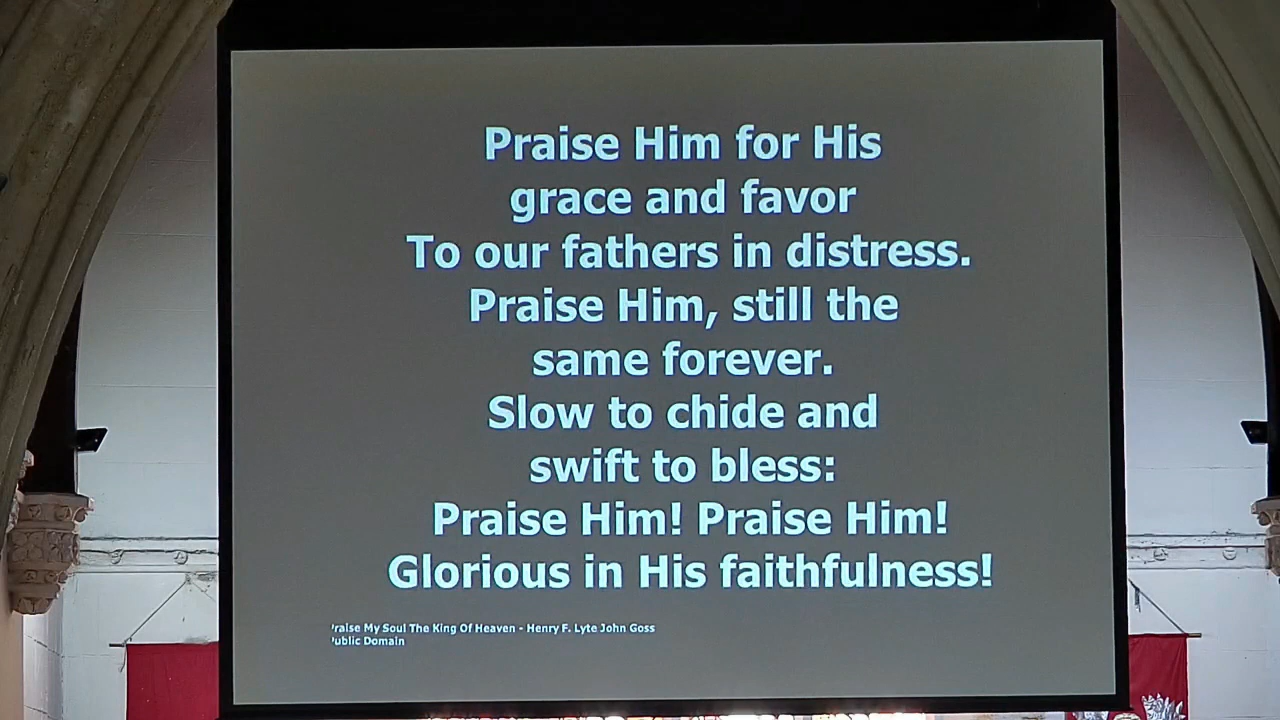 Praise Him for His
grace and favor
To our fathers in distress.
Praise Him, still the
same forever.
Slow to chide and
swift to bless:
Praise Him! Praise Him!
Glorious in His faithfulness!
'raise My Soul The King Of Heaven - Henry F. Lyte John Goss
'ublic Domain